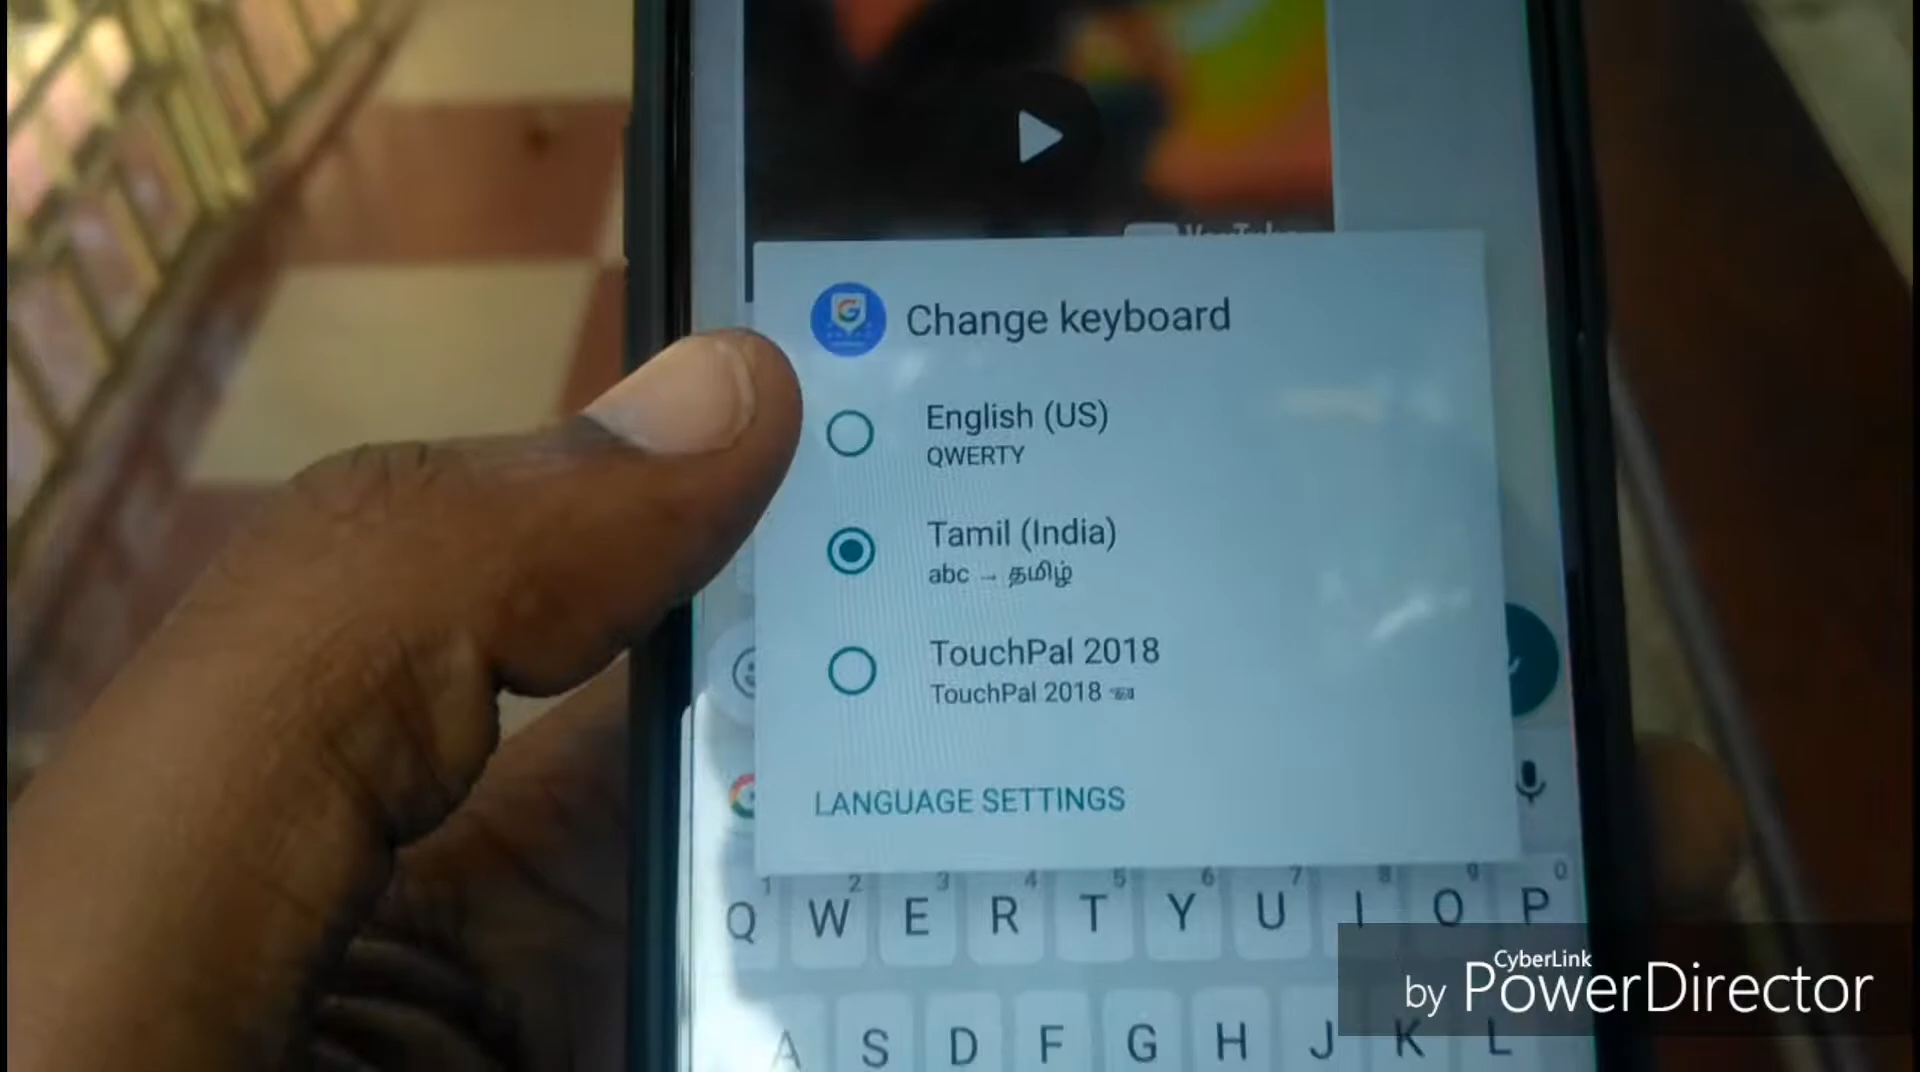 YouTube
Change keyboard
English (US)
QWERTY
Tamil (India)
abc → தமிழ்
TouchPal 2018
TouchPal 2018
LANGUAGE SETTINGS
1 2 3 4 5 6 7 8 9 0
Q W E R T Y U I O P
A S D F G H J K L
CyberLink
by PowerDirector